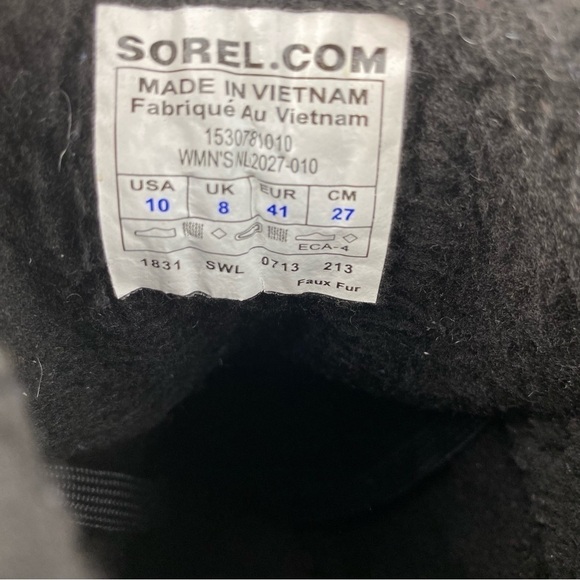 SOREL.COM
MADE IN VIETNAM
Fabriqué Au Vietnam
1530781010
WMN'S NL2027-010
USA UK EUR CM
10 8 41 27
ECA-4
1831 SWL 0713 213
Faux Fur